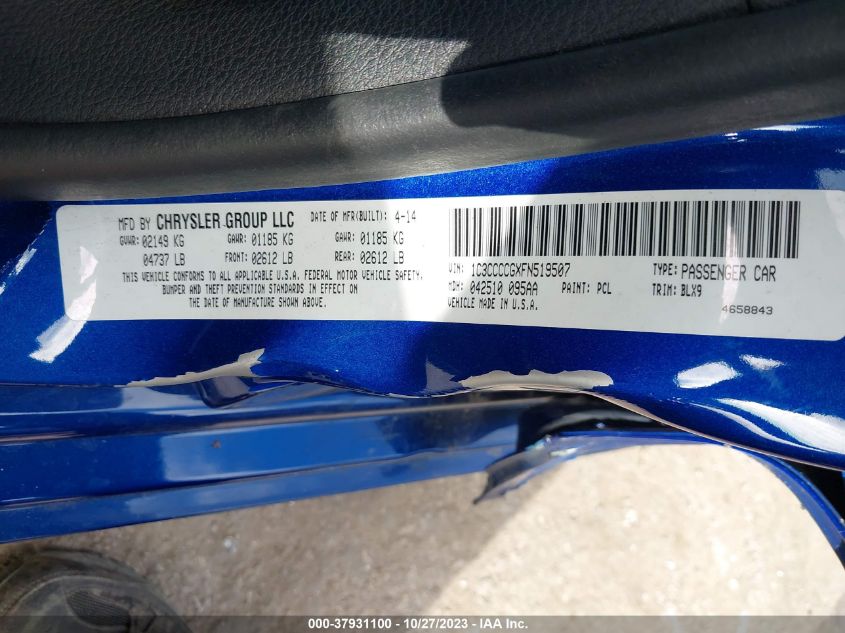 MFD BY CHRYSLER GROUP LLC DATE OF MFR(BUILT): 4-14
GVWR: 02149 KG GAWR: 01185 KG GAWR: 01185 KG
04737 LB FRONT: 02612 LB REAR: 02612 LB
THIS VEHICLE CONFORMS TO ALL APPLICABLE U.S.A. FEDERAL MOTOR VEHICLE SAFETY,
BUMPER AND THEFT PREVENTION STANDARDS IN EFFECT ON
THE DATE OF MANUFACTURE SHOWN ABOVE.
VIN: 1C3CCCCGXFN519507 TYPE: PASSENGER CAR
MDH: 042510 095AA PAINT: PCL TRIM: BLX9
VEHICLE MADE IN U.S.A. 4658843
000-37931100 - 10/27/2023 - IAA Inc.